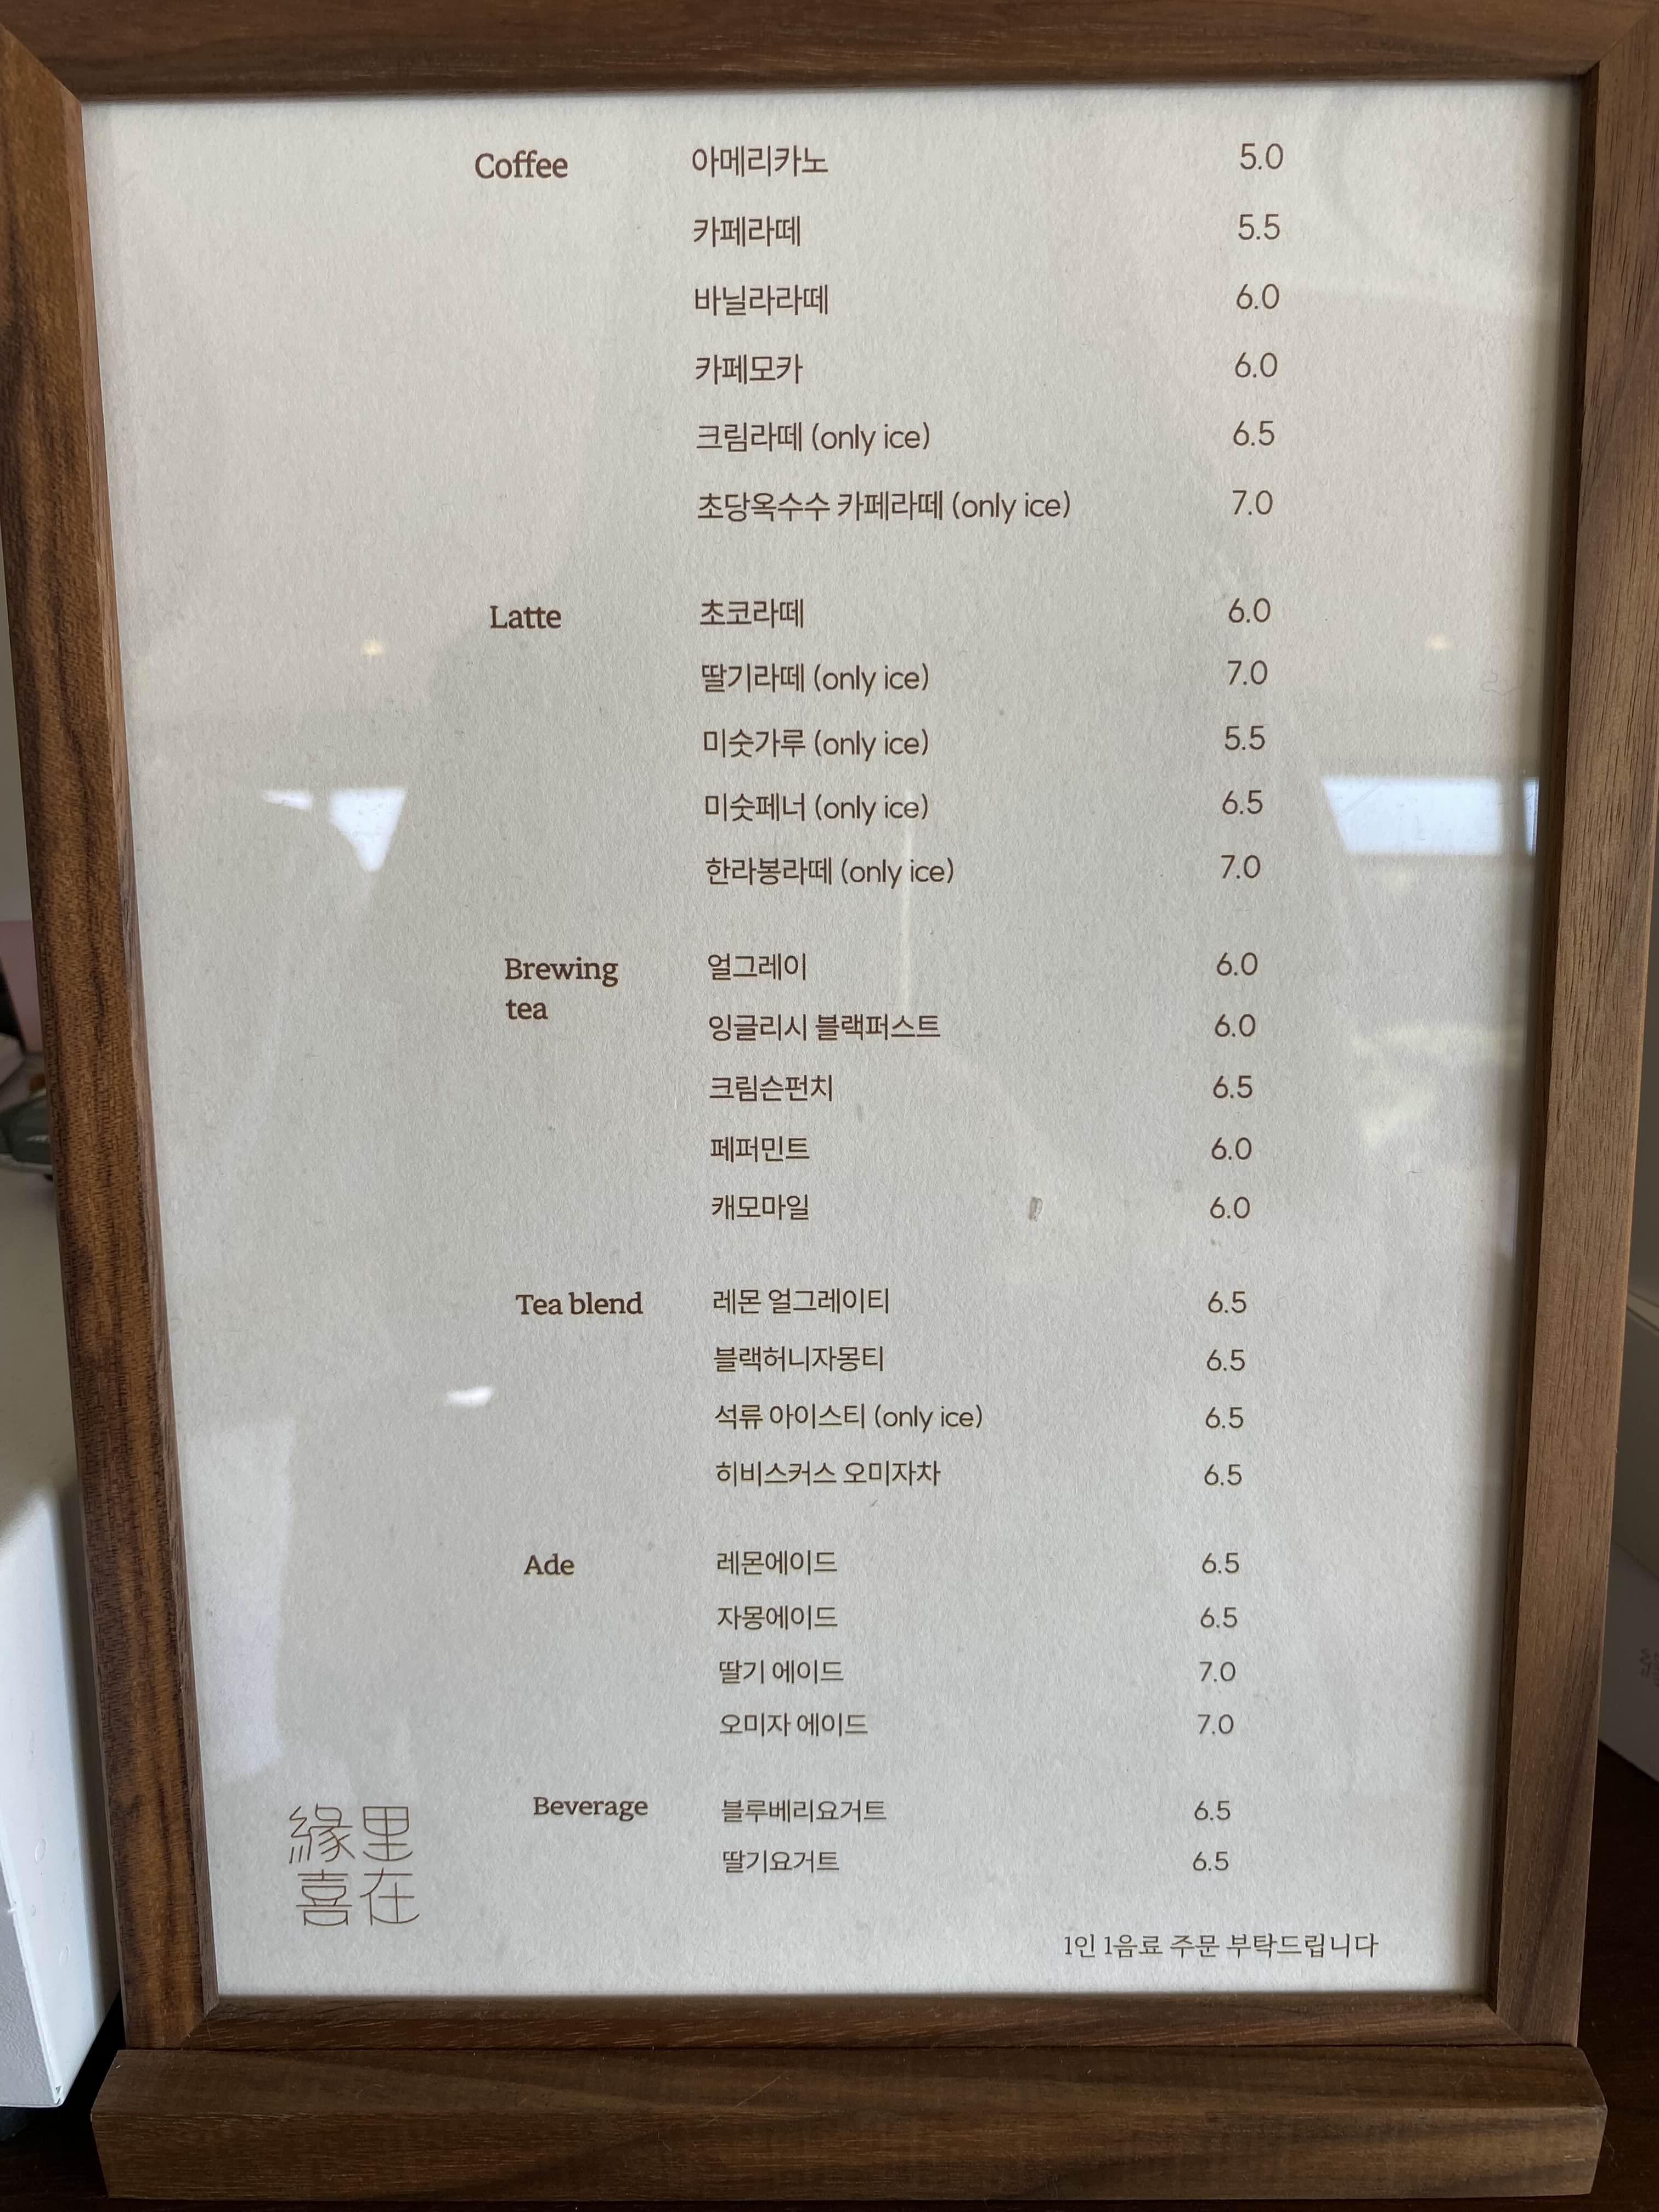 Coffee 아메리카노 5.0
카페라떼 5.5
바닐라라떼 6.0
카페모카 6.0
크림라떼 (only ice) 6.5
초당옥수수 카페라떼 (only ice) 7.0
Latte 초코라떼 6.0
딸기라떼 (only ice) 7.0
미숫가루 (only ice) 5.5
미숫페너 (only ice) 6.5
한라봉라떼 (only ice) 7.0
Brewing 얼그레이 6.0
tea
잉글리시 블랙퍼스트 6.0
크림슨펀치 6.5
페퍼민트 6.0
캐모마일 6.0
Tea blend 레몬 얼그레이티 6.5
블랙허니자몽티 6.5
석류 아이스티 (only ice) 6.5
히비스커스 오미자차 6.5
Ade 레몬에이드 6.5
자몽에이드 6.5
딸기 에이드 7.0
오미자 에이드 7.0
Beverage 블루베리요거트 6.5
딸기요거트 6.5
緣里
喜在
1인 1음료 주문 부탁드립니다